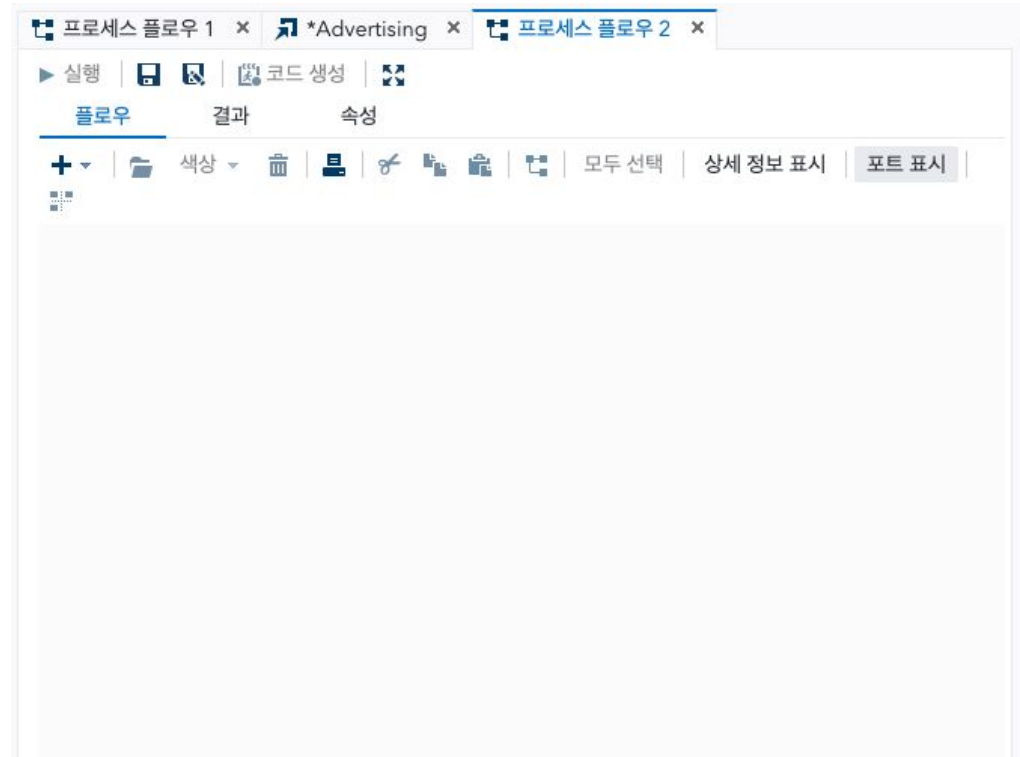 프로세스 플로우 1 *Advertising 프로세스 플로우 2
실행 코드 생성
플로우 결과 속성
색상 모두 선택 상세 정보 표시 포트 표시